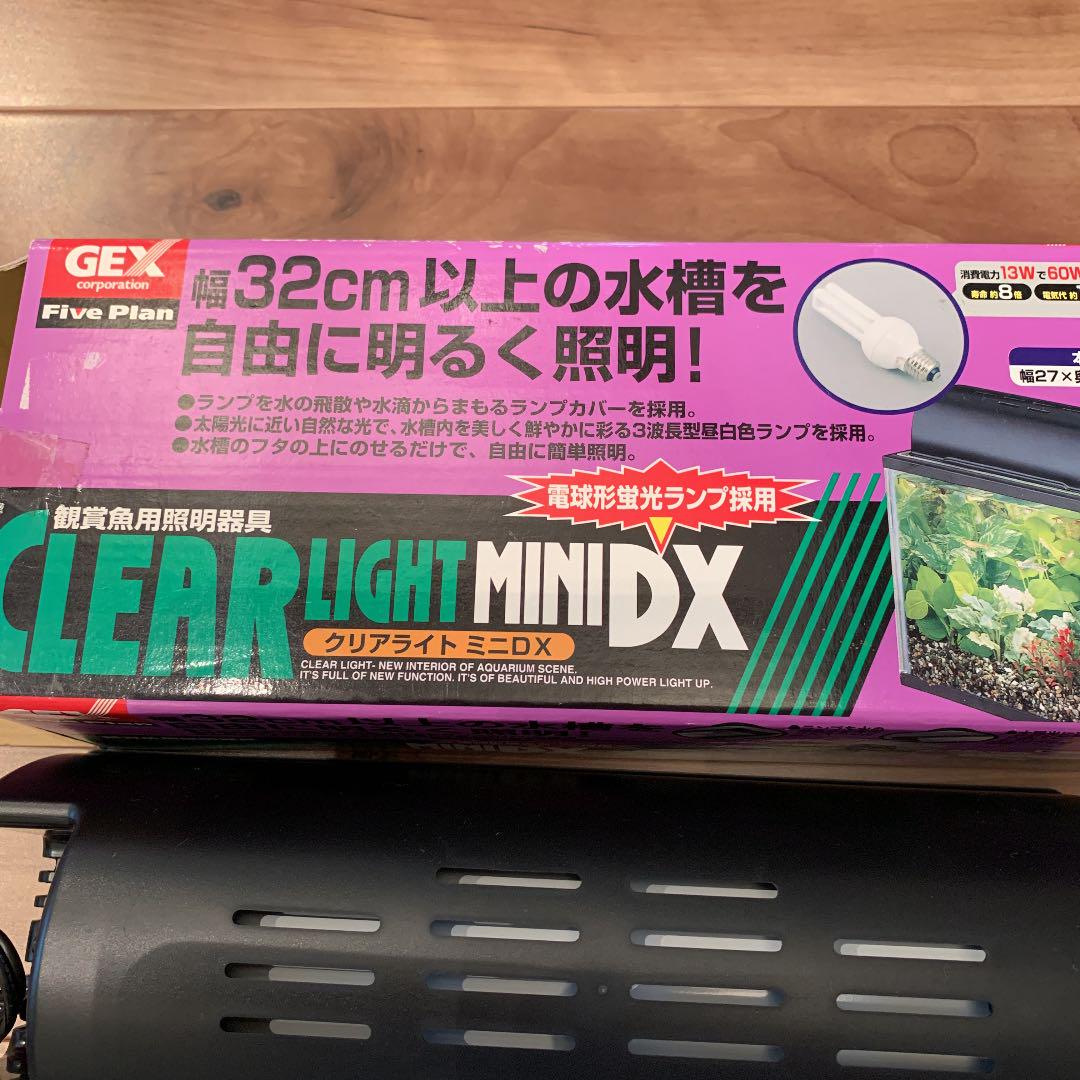 GEX
corporation
Five Plan
幅32cm以上の水槽を
自由に明るく照明!
●ランプを水の飛散や水滴からまもるランプカバーを採用。
●太陽光に近い自然な光で、水槽内を美しく鮮やかに彩る3波長型昼白色ランプを採用。
●水槽のフタの上にのせるだけで、自由に簡単照明。
消費電力13Wで60W
寿命 約8倍
電気代 約
幅27×
電球形蛍光ランプ採用
観賞魚用照明器具
CLEAR LIGHT MINI DX
クリアライト ミニDX
CLEAR LIGHT- NEW INTERIOR OF AQUARIUM SCENE.
IT'S FULL OF NEW FUNCTION. IT'S OF BEAUTIFUL AND HIGH POWER LIGHT UP.